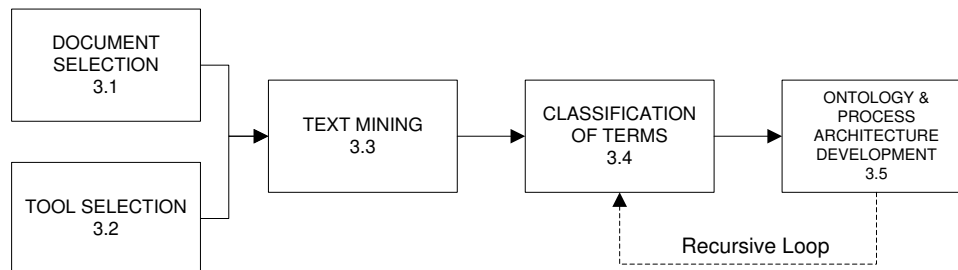 DOCUMENT
SELECTION
3.1
TOOL SELECTION
3.2
TEXT MINING
3.3
CLASSIFICATION
OF TERMS
3.4
ONTOLOGY &
PROCESS
ARCHITECTURE
DEVELOPMENT
3.5
Recursive Loop